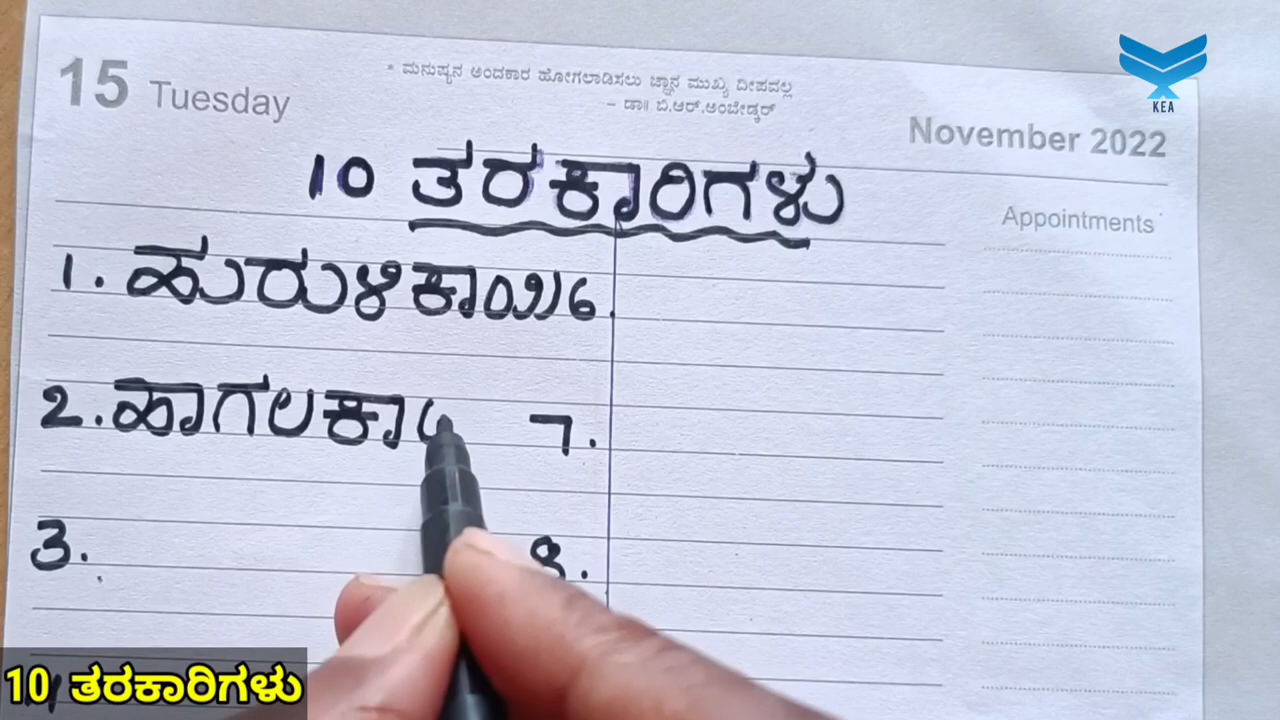 15 Tuesday
" ಮನುಷ್ಯನ ಅಂದಕಾರ ಹೋಗಲಾಡಿಸಲು ಜ್ಞಾನ ಮುಖ್ಯ ದೀಪವಲ್ಲ
– ಡಾ॥ ಬಿ.ಆರ್.ಅಂಬೇಡ್ಕರ್
KEA
November 2022
10 ತರಕಾರಿಗಳು
Appointments
1. ಹುರುಳಿಕಾಯಿ 6.
2. ಹಾಗಲಕಾ 7.
3. 8.
10 ತರಕಾರಿಗಳು